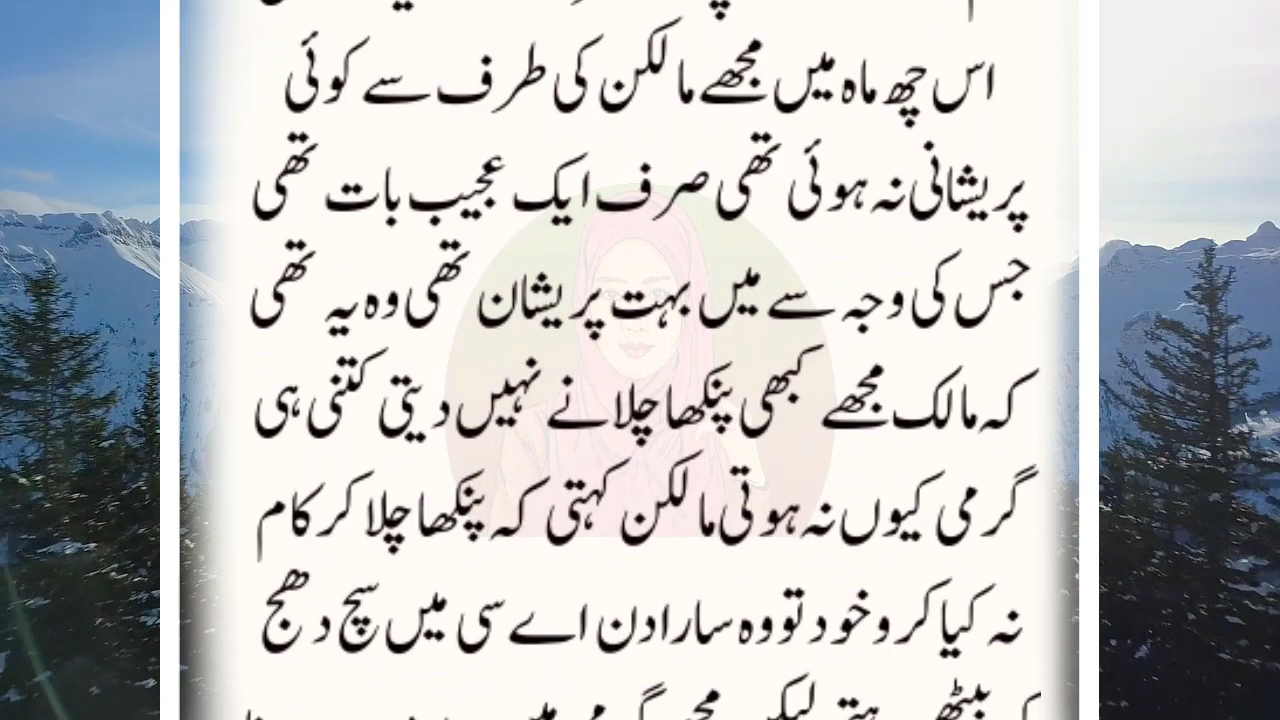 اس چھ ماہ میں مجھے مالکن کی طرف سے کوئی
پریشانی نہ ہوئی تھی صرف ایک عجیب بات تھی
جس کی وجہ سے میں بہت پریشان تھی وہ یہ تھی
کہ مالک مجھے کبھی پنکھا چلانے نہیں دیتی کتنی ہی
گرمی کیوں نہ ہوتی مالکن کہتی کہ پنکھا چلا کر کام
نہ کیا کرو خود تو وہ سارا دن اے سی میں سچ دھج